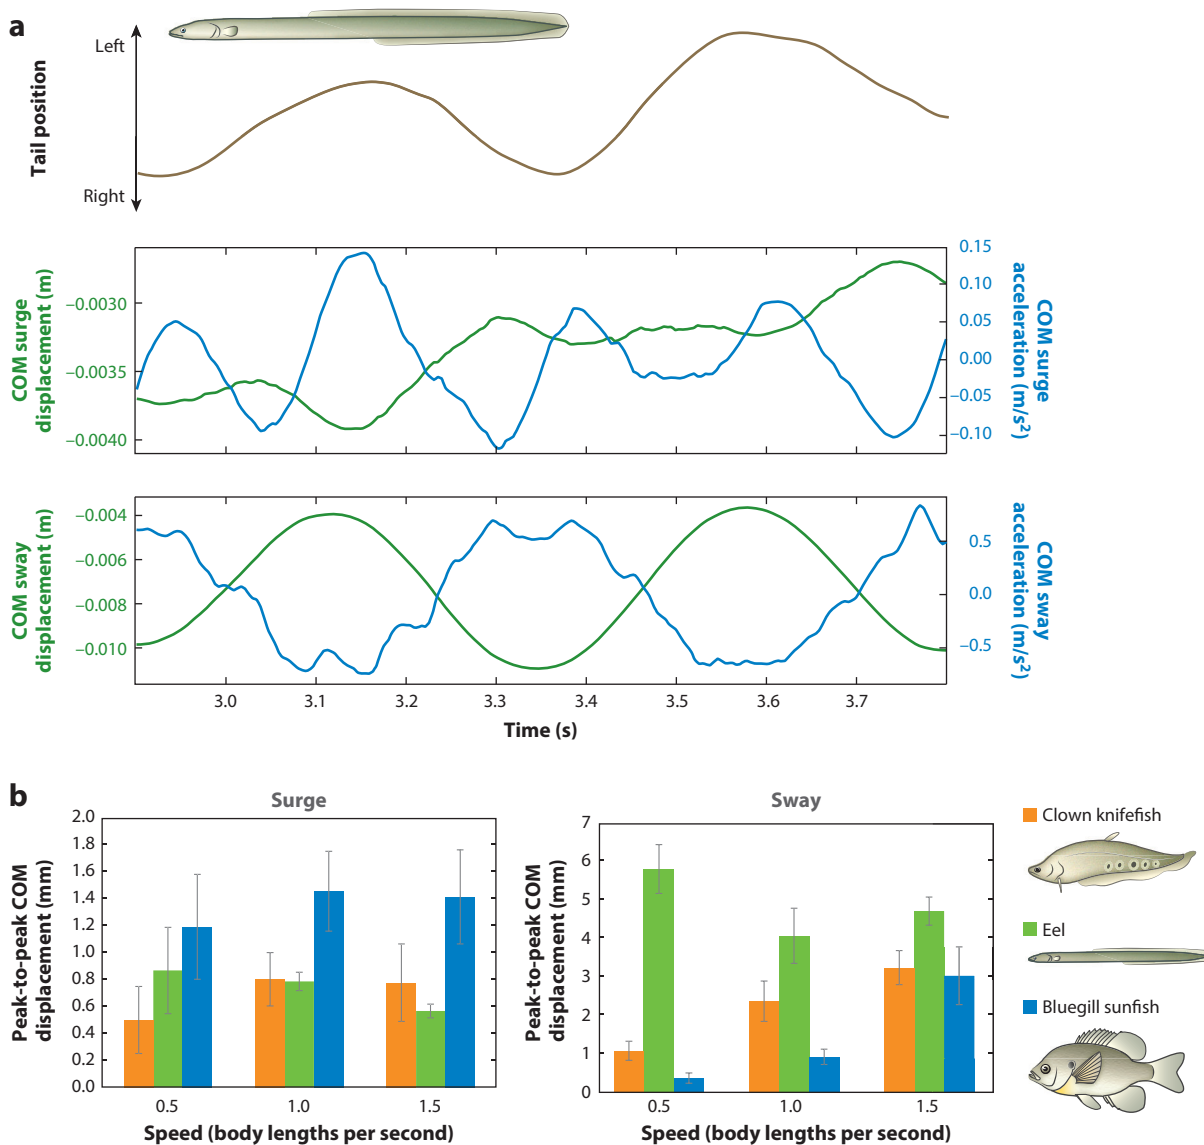 a
Left
Tail position
Right
COM surge
displacement (m)
−0.0030
−0.0035
−0.0040
0.15
0.10
0.05
0.00
−0.05
−0.10
COM surge
acceleration (m/s²)
COM sway
displacement (m)
−0.004
−0.006
−0.008
−0.010
0.5
0.0
−0.5
COM sway
acceleration (m/s²)
3.0 3.1 3.2 3.3 3.4 3.5 3.6 3.7
Time (s)
b
Surge
Peak-to-peak COM
displacement (mm)
2.0
1.8
1.6
1.4
1.2
1.0
0.8
0.6
0.4
0.2
0.0
0.5 1.0 1.5
Speed (body lengths per second)
Sway
Peak-to-peak COM
displacement (mm)
7
6
5
4
3
2
1
0
0.5 1.0 1.5
Speed (body lengths per second)
Clown knifefish
Eel
Bluegill sunfish